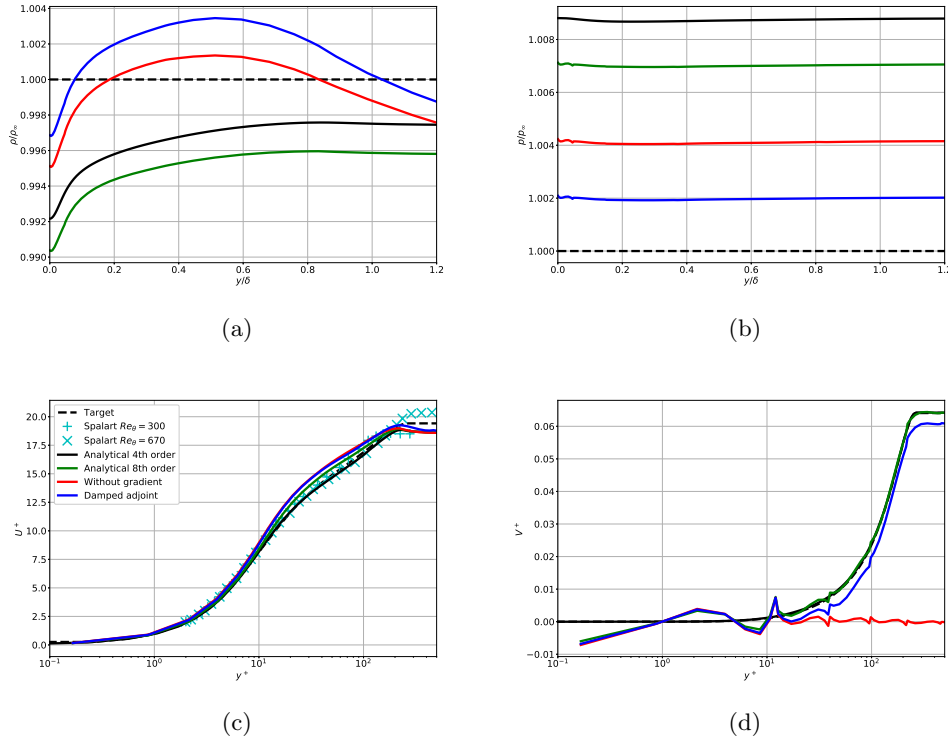 1.004
1.002
1.000
0.998
0.996
0.994
0.992
0.990
ρ/ρ∞
0.0 0.2 0.4 0.6 0.8 1.0 1.2
y/δ
(a)
1.008
1.006
1.004
1.002
1.000
p/p∞
0.0 0.2 0.4 0.6 0.8 1.0 1.2
y/δ
(b)
20.0
17.5
15.0
12.5
10.0
7.5
5.0
2.5
0.0
U⁺
Target
Spalart Reθ = 300
Spalart Reθ = 670
Analytical 4th order
Analytical 8th order
Without gradient
Damped adjoint
10⁻¹ 10⁰ 10¹ 10²
y⁺
(c)
0.06
0.05
0.04
0.03
0.02
0.01
0.00
−0.01
V⁺
10⁻¹ 10⁰ 10¹ 10²
y⁺
(d)